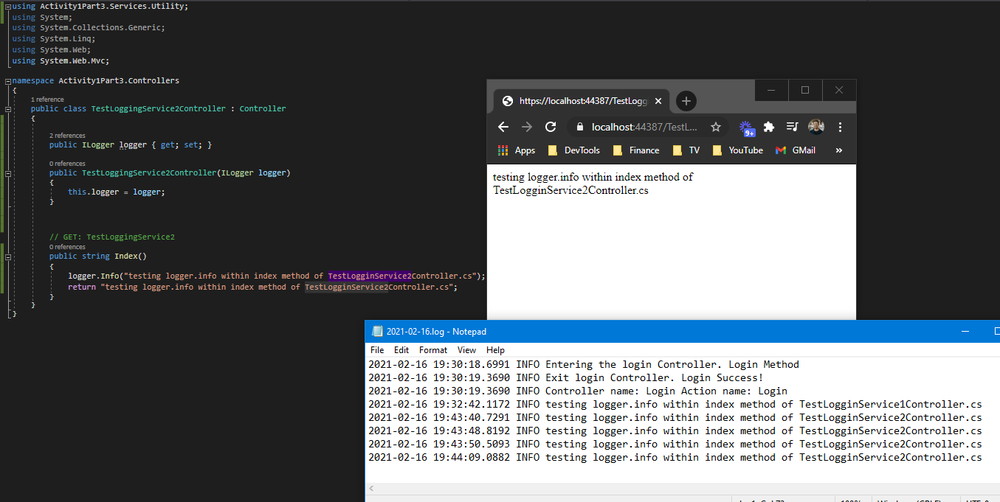 using Activity1Part3.Services.Utility;
using System;
using System.Collections.Generic;
using System.Linq;
using System.Web;
using System.Web.Mvc;
namespace Activity1Part3.Controllers
{
1 reference
public class TestLoggingService2Controller : Controller
{
2 references
public ILogger logger { get; set; }
0 references
public TestLoggingService2Controller(ILogger logger)
{
this.logger = logger;
}
// GET: TestLoggingService2
0 references
public string Index()
{
logger.Info("testing logger.info within index method of TestLogginService2Controller.cs");
return "testing logger.info within index method of TestLogginService2Controller.cs";
}
}
}
https://localhost:44387/TestLogg
localhost:44387/TestL...
9+
Apps DevTools Finance TV YouTube GMail »
testing logger.info within index method of
TestLogginService2Controller.cs
2021-02-16.log - Notepad
File Edit Format View Help
2021-02-16 19:30:18.6991 INFO Entering the login Controller. Login Method
2021-02-16 19:30:19.3690 INFO Exit login Controller. Login Success!
2021-02-16 19:30:19.3690 INFO Controller name: Login Action name: Login
2021-02-16 19:32:42.1172 INFO testing logger.info within index method of TestLogginService1Controller.cs
2021-02-16 19:43:40.7291 INFO testing logger.info within index method of TestLogginService2Controller.cs
2021-02-16 19:43:48.8192 INFO testing logger.info within index method of TestLogginService2Controller.cs
2021-02-16 19:43:50.5093 INFO testing logger.info within index method of TestLogginService2Controller.cs
2021-02-16 19:44:09.0882 INFO testing logger.info within index method of TestLogginService2Controller.cs